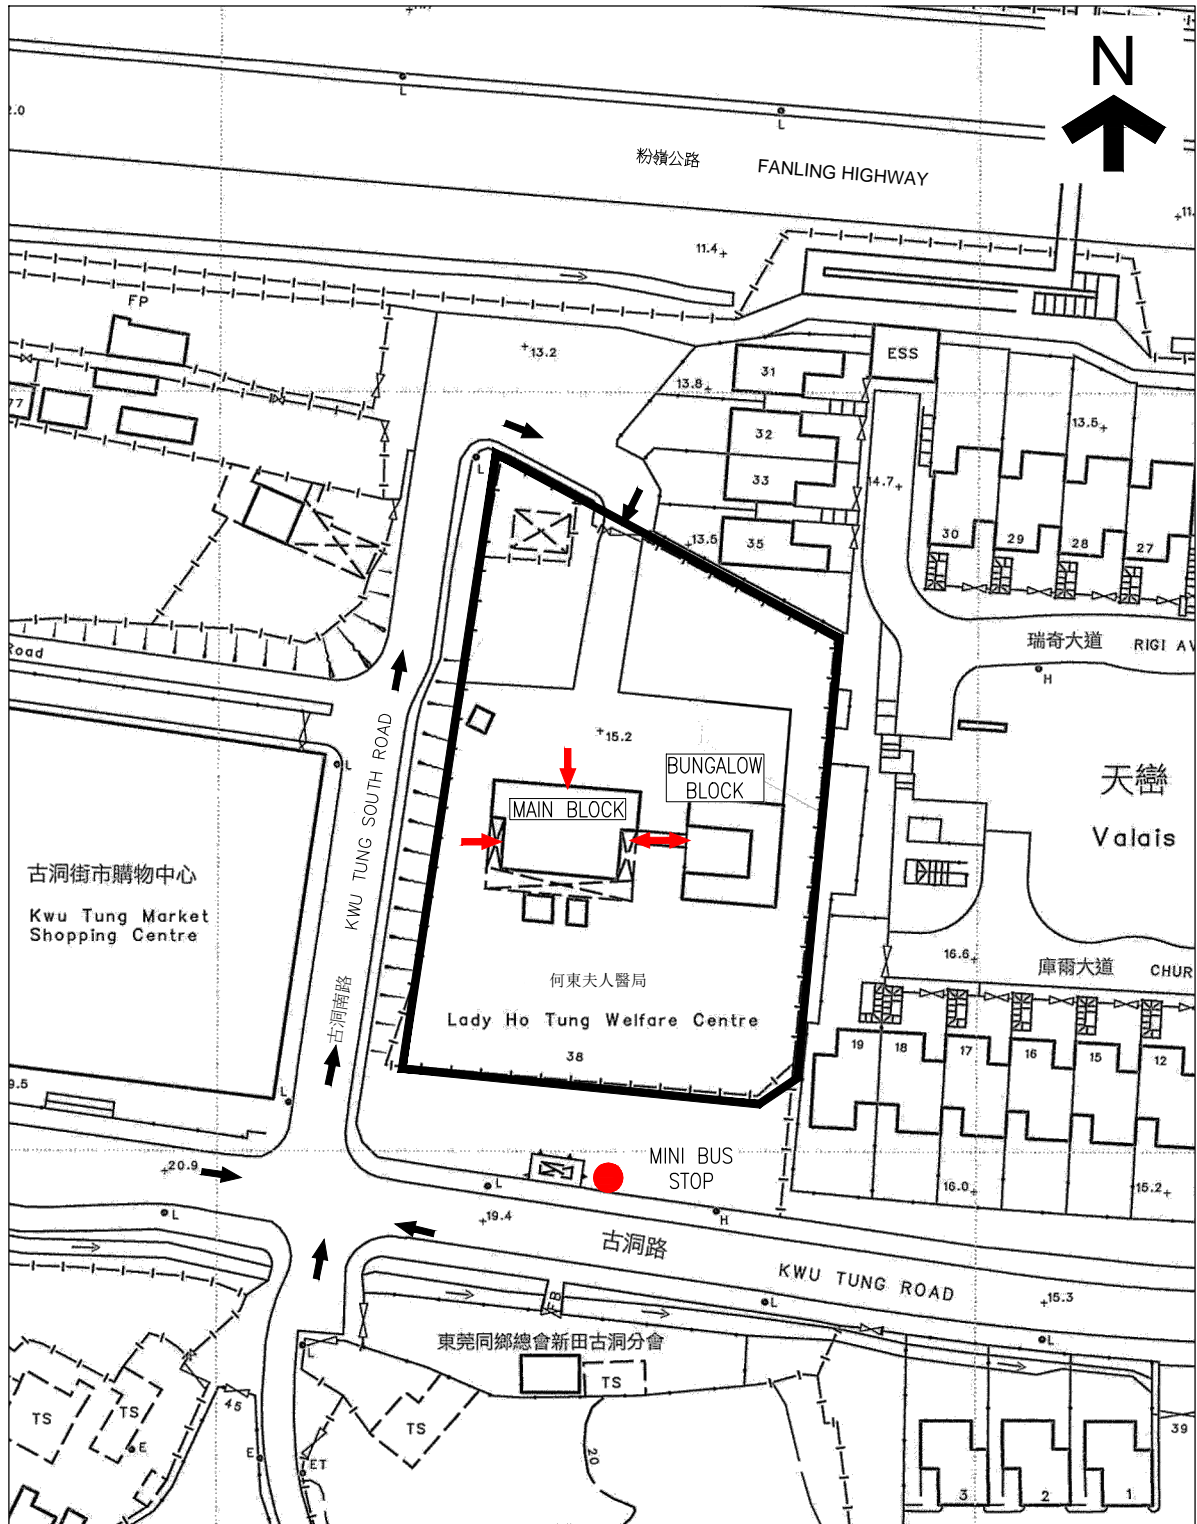 N
L
L
2.0
粉嶺公路 FANLING HIGHWAY
11.4
FP
13.2
ESS
31
13.8
77
13.5
32
33
14.7
L
30
29
28
27
13.5
35
瑞奇大道 RIGI AV
Road
H
15.2
L
BUNGALOW
BLOCK
天巒
MAIN BLOCK
Valais
KWU TUNG SOUTH ROAD
古洞南路
古洞街市購物中心
Kwu Tung Market
Shopping Centre
16.6
庫爾大道 CHUR
何東夫人醫局
Lady Ho Tung Welfare Centre
38
19
18
17
16
15
12
9.5
L
MINI BUS
STOP
20.9
L
16.0
15.2
L
19.4
H
古洞路
KWU TUNG ROAD
FB
L
15.3
L
東莞同鄉總會新田古洞分會
L
TS
TS
TS
45
TS
E
E
ET
20
39
3
2
1